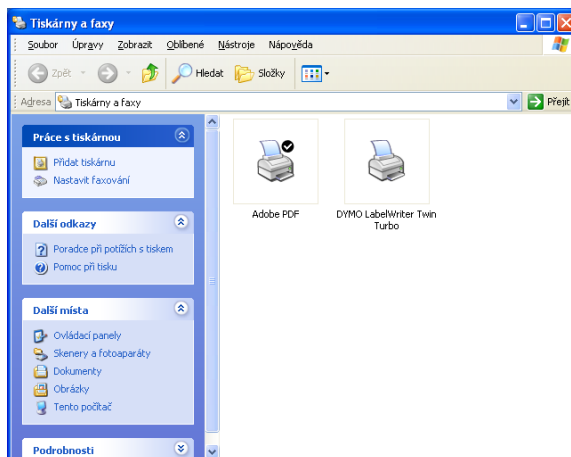 Tiskárny a faxy
Soubor Úpravy Zobrazit Oblíbené Nástroje Nápověda
Zpět Hledat Složky
Adresa Tiskárny a faxy Přejít
Práce s tiskárnou
Přidat tiskárnu
Nastavit faxování
Další odkazy
Poradce při potížích s tiskem
Pomoc při tisku
Další místa
Ovládací panely
Skenery a fotoaparáty
Dokumenty
Obrázky
Tento počítač
Podrobnosti
Adobe PDF
DYMO LabelWriter Twin
Turbo